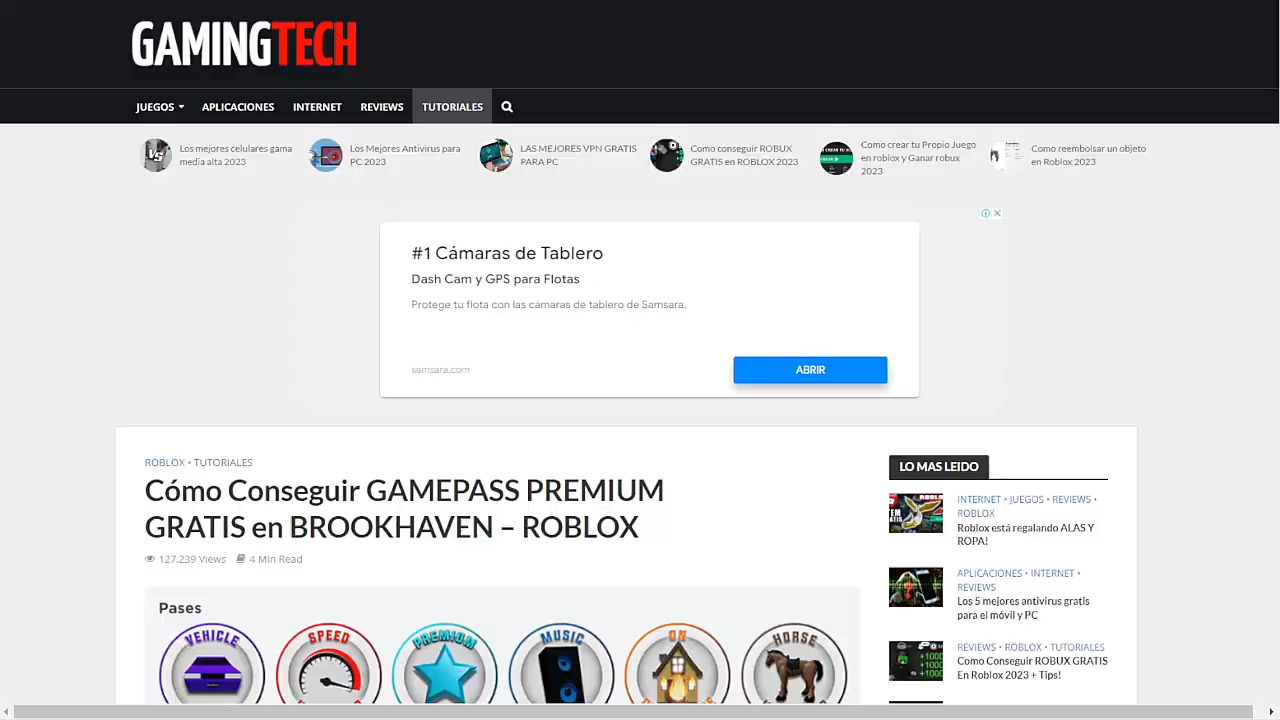 GAMINGTECH
JUEGOS APLICACIONES INTERNET REVIEWS TUTORIALES
Los mejores celulares gama
media alta 2023
Los Mejores Antivirus para
PC 2023
LAS MEJORES VPN GRATIS
PARA PC
Como conseguir ROBUX
GRATIS en ROBLOX 2023
Como crear tu Propio Juego
en roblox y Ganar robux
2023
Como reembolsar un objeto
en Roblox 2023
#1 Cámaras de Tablero
Dash Cam y GPS para Flotas
Protege tu flota con las cámaras de tablero de Samsara.
samsara.com
ABRIR
ROBLOX • TUTORIALES
Cómo Conseguir GAMEPASS PREMIUM
GRATIS en BROOKHAVEN – ROBLOX
127.239 Views 4 Min Read
Pases
VEHICLE SPEED PREMIUM MUSIC ON HORSE
LO MAS LEIDO
INTERNET • JUEGOS • REVIEWS •
ROBLOX
Roblox está regalando ALAS Y
ROPA!
APLICACIONES • INTERNET •
REVIEWS
Los 5 mejores antivirus gratis
para el móvil y PC
REVIEWS • ROBLOX • TUTORIALES
Como Conseguir ROBUX GRATIS
En Roblox 2023 + Tips!